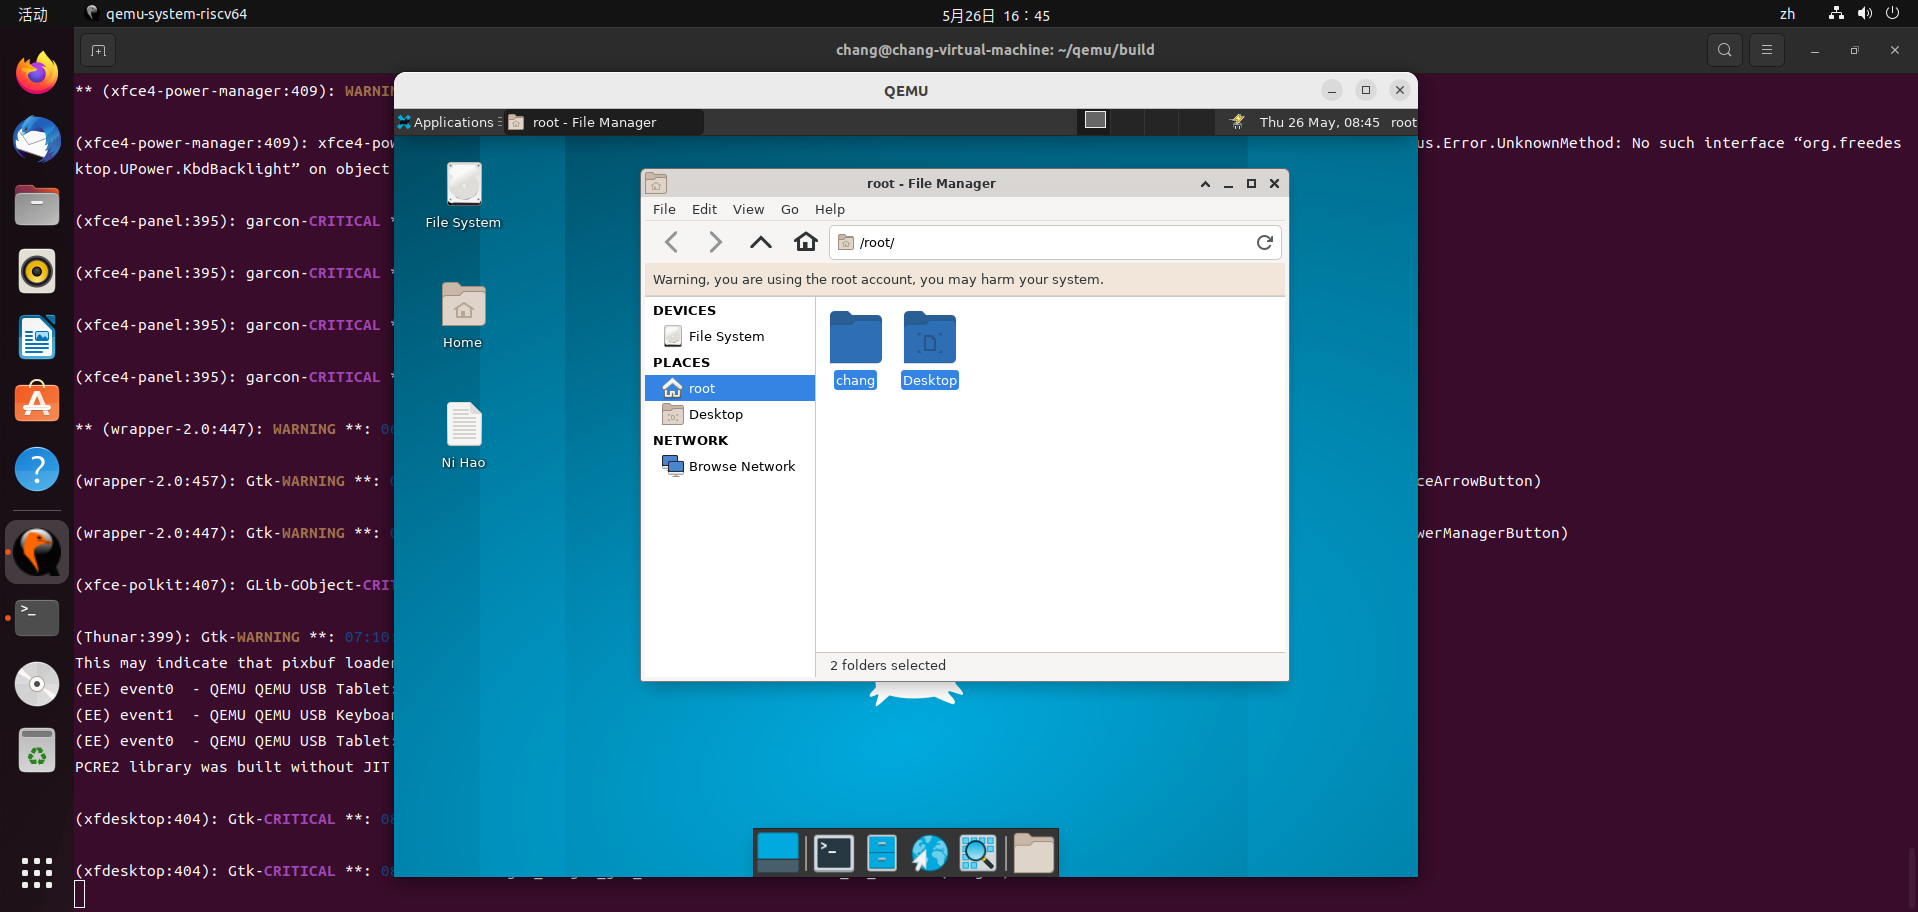 活动
qemu-system-riscv64
5月26日 16：45
zh
chang@chang-virtual-machine: ~/qemu/build
** (xfce4-power-manager:409): WARNIN
(xfce4-power-manager:409): xfce4-pow
us.Error.UnknownMethod: No such interface “org.freedes
ktop.UPower.KbdBacklight” on object
(xfce4-panel:395): garcon-CRITICAL *
(xfce4-panel:395): garcon-CRITICAL *
(xfce4-panel:395): garcon-CRITICAL *
(xfce4-panel:395): garcon-CRITICAL *
** (wrapper-2.0:447): WARNING **: 0
(wrapper-2.0:457): Gtk-WARNING **:
ceArrowButton)
(wrapper-2.0:447): Gtk-WARNING **:
werManagerButton)
(xfce-polkit:407): GLib-GObject-CRIT
(Thunar:399): Gtk-WARNING **: 07:10:
This may indicate that pixbuf loader
(EE) event0  - QEMU QEMU USB Tablet:
(EE) event1  - QEMU QEMU USB Keyboar
(EE) event0  - QEMU QEMU USB Tablet:
PCRE2 library was built without JIT
(xfdesktop:404): Gtk-CRITICAL **: 08
(xfdesktop:404): Gtk-CRITICAL **: 08
QEMU
Applications
root - File Manager
Thu 26 May, 08:45
root
File System
Home
Ni Hao
root - File Manager
File Edit View Go Help
/root/
Warning, you are using the root account, you may harm your system.
DEVICES
File System
PLACES
root
Desktop
NETWORK
Browse Network
chang
Desktop
2 folders selected